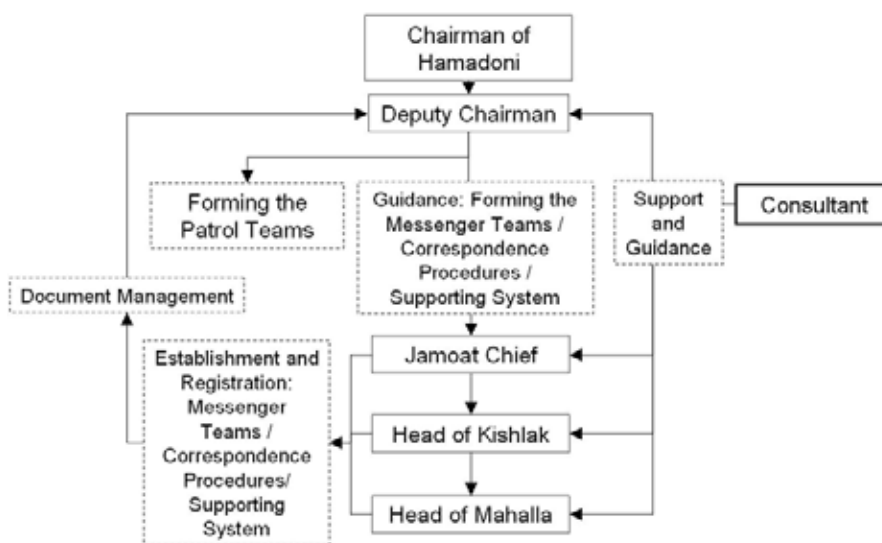 Chairman of
Hamadoni
Deputy Chairman
Forming the
Patrol Teams
Guidance: Forming the
Messenger Teams /
Correspondence
Procedures /
Supporting System
Support
and
Guidance
Consultant
Document Management
Establishment and
Registration:
Messenger
Teams /
Correspondence
Procedures/
Supporting
System
Jamoat Chief
Head of Kishlak
Head of Mahalla